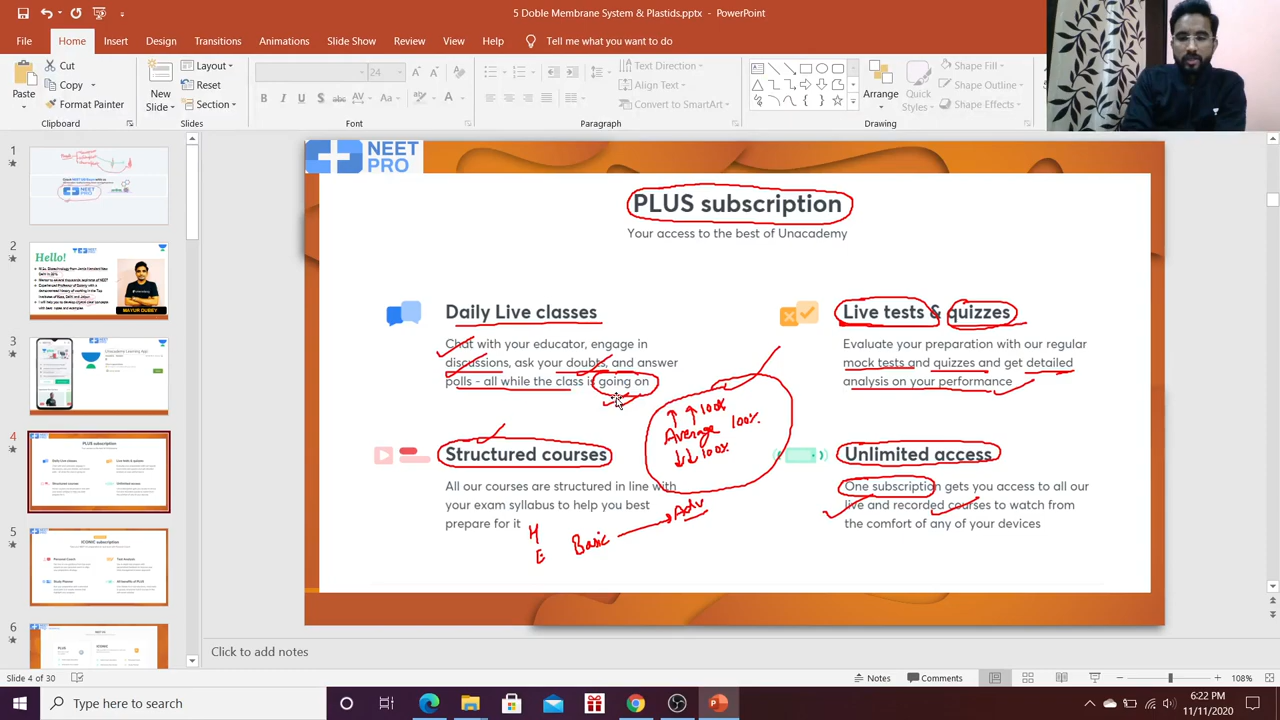 5 Doble Membrane System & Plastids.pptx - PowerPoint
File Home Insert Design Transitions Animations Slide Show Review View Help Tell me what you want to do
Cut
Copy
Format Painter
Paste
Clipboard
New
Slide
Layout
Reset
Section
Slides
24
Font
Text Direction
Align Text
Convert to SmartArt
Paragraph
Arrange
Quick
Styles
Shape Fill
Shape Outline
Shape Effects
Drawing
1
2
Hello!
MAYUR DUBEY
3
4
5
6
NEET
PRO
PLUS subscription
Your access to the best of Unacademy
Daily Live classes
Chat with your educator, engage in
discussions, ask your doubts, and answer
polls - all while the class is going on
Live tests & quizzes
Evaluate your preparation with our regular
mock tests and quizzes and get detailed
analysis on your performance
↑ ↑ 100%
Average 100%
↓↓ 100%
Structured courses
All our courses are structured in line with
your exam syllabus to help you best
prepare for it
Basic → Adv
Unlimited access
One subscription gets you access to all our
live and recorded courses to watch from
the comfort of any of your devices
Click to add notes
Slide 4 of 30
Notes Comments
108%
Type here to search
6:22 PM
11/11/2020